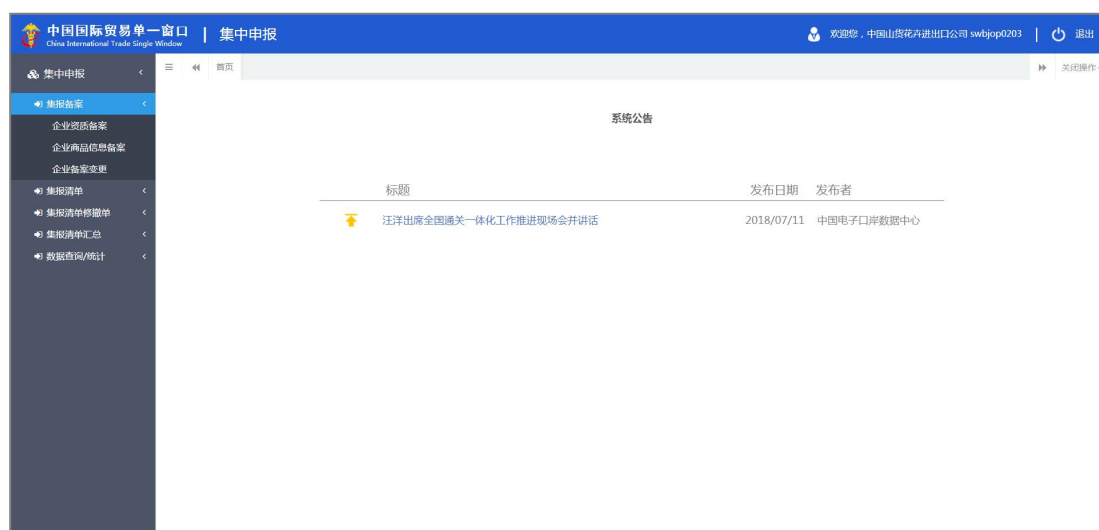 中国国际贸易单一窗口 | 集中申报
China International Trade Single Window
欢迎您，中国山货花卉进出口公司 swbjop0203 | 退出
集中申报
首页
关闭操作
集报备案
企业资质备案
企业商品信息备案
企业备案变更
集报清单
集报清单修撤单
集报清单汇总
数据查询/统计
系统公告
标题 发布日期 发布者
汪洋出席全国通关一体化工作推进现场会并讲话 2018/07/11 中国电子口岸数据中心